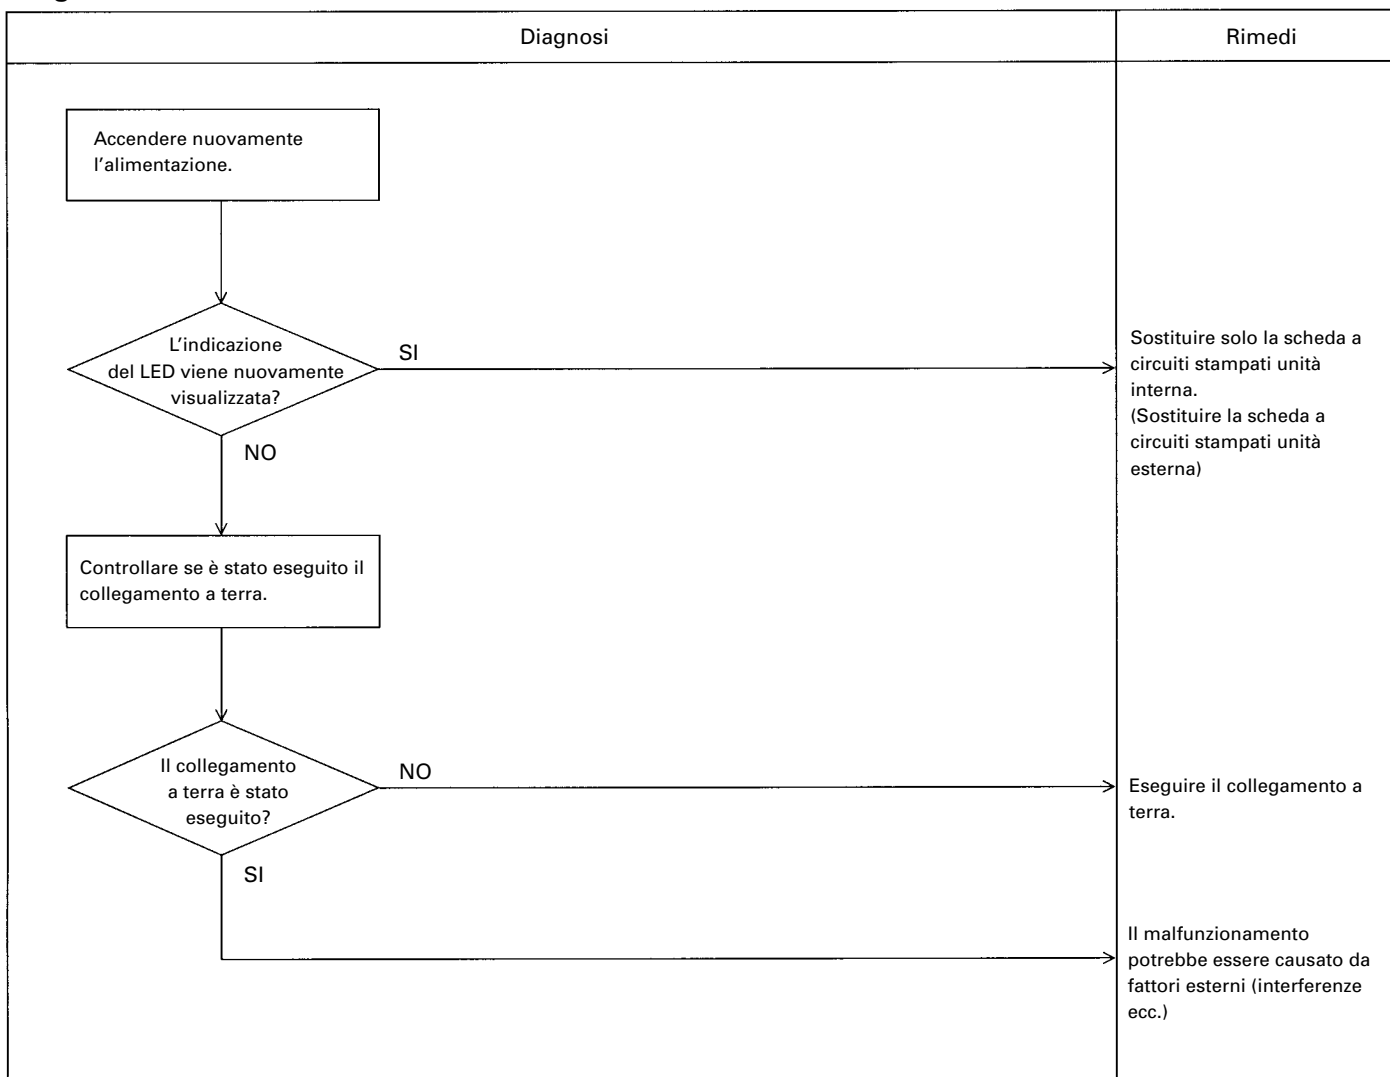 Diagnosi
Rimedi
Accendere nuovamente
l'alimentazione.
L'indicazione
del LED viene nuovamente
visualizzata?
SI
Sostituire solo la scheda a
circuiti stampati unità
interna.
(Sostituire la scheda a
circuiti stampati unità
esterna)
NO
Controllare se è stato eseguito il
collegamento a terra.
Il collegamento
a terra è stato
eseguito?
NO
Eseguire il collegamento a
terra.
SI
Il malfunzionamento
potrebbe essere causato da
fattori esterni (interferenze
ecc.)